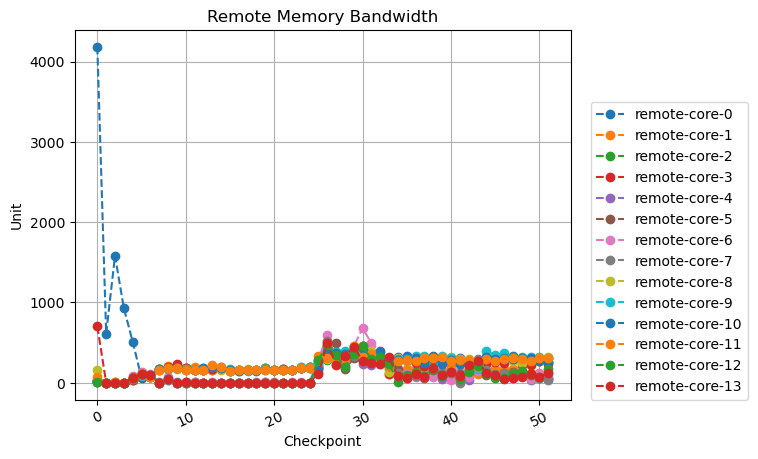 Remote Memory Bandwidth
4000
3000
2000
1000
0
Unit
0
10
20
30
40
50
Checkpoint
remote-core-0
remote-core-1
remote-core-2
remote-core-3
remote-core-4
remote-core-5
remote-core-6
remote-core-7
remote-core-8
remote-core-9
remote-core-10
remote-core-11
remote-core-12
remote-core-13